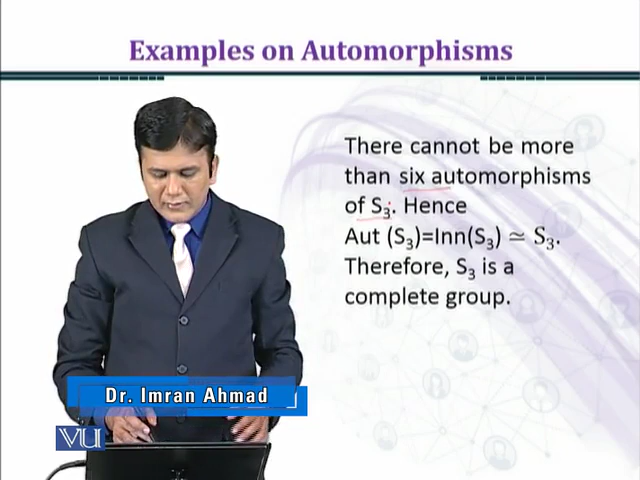 Examples on Automorphisms
There cannot be more
than six automorphisms
of S₃. Hence
Aut (S₃)=Inn(S₃) ≃ S₃.
Therefore, S₃ is a
complete group.
Dr. Imran Ahmad
VU